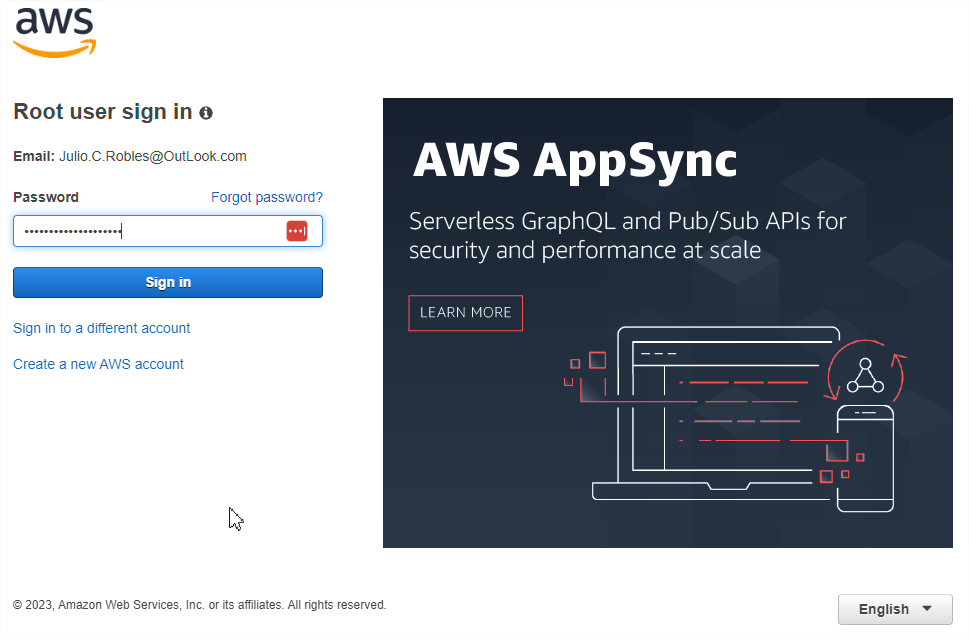 aws
Root user sign in
Email: Julio.C.Robles@OutLook.com
Password Forgot password?
Sign in
Sign in to a different account
Create a new AWS account
AWS AppSync
Serverless GraphQL and Pub/Sub APIs for
security and performance at scale
LEARN MORE
© 2023, Amazon Web Services, Inc. or its affiliates. All rights reserved.
English